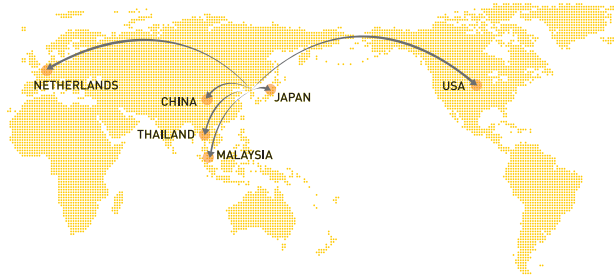 NETHERLANDS
CHINA
JAPAN
USA
THAILAND
MALAYSIA